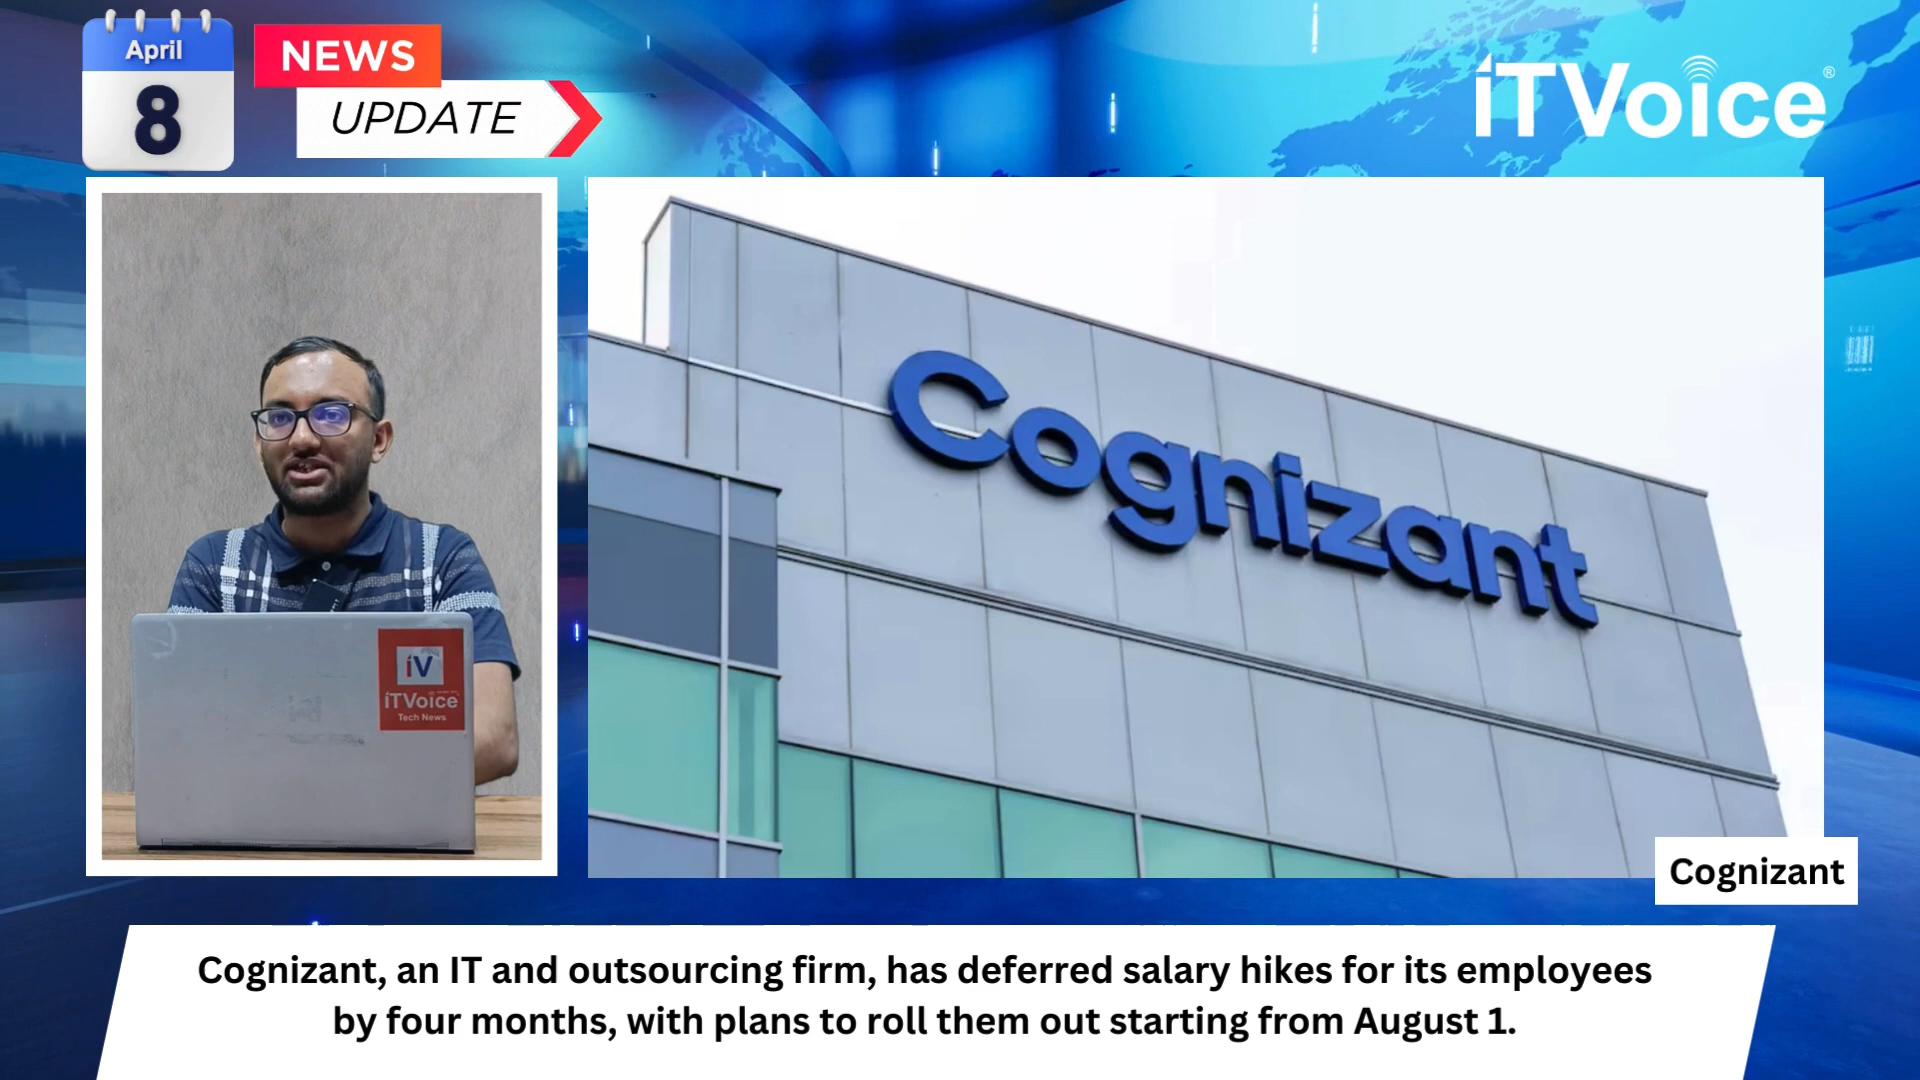 April
8
NEWS
UPDATE
iTVoice®
Cognizant
iV
iTVoice
Tech News
Cognizant
Cognizant, an IT and outsourcing firm, has deferred salary hikes for its employees
by four months, with plans to roll them out starting from August 1.